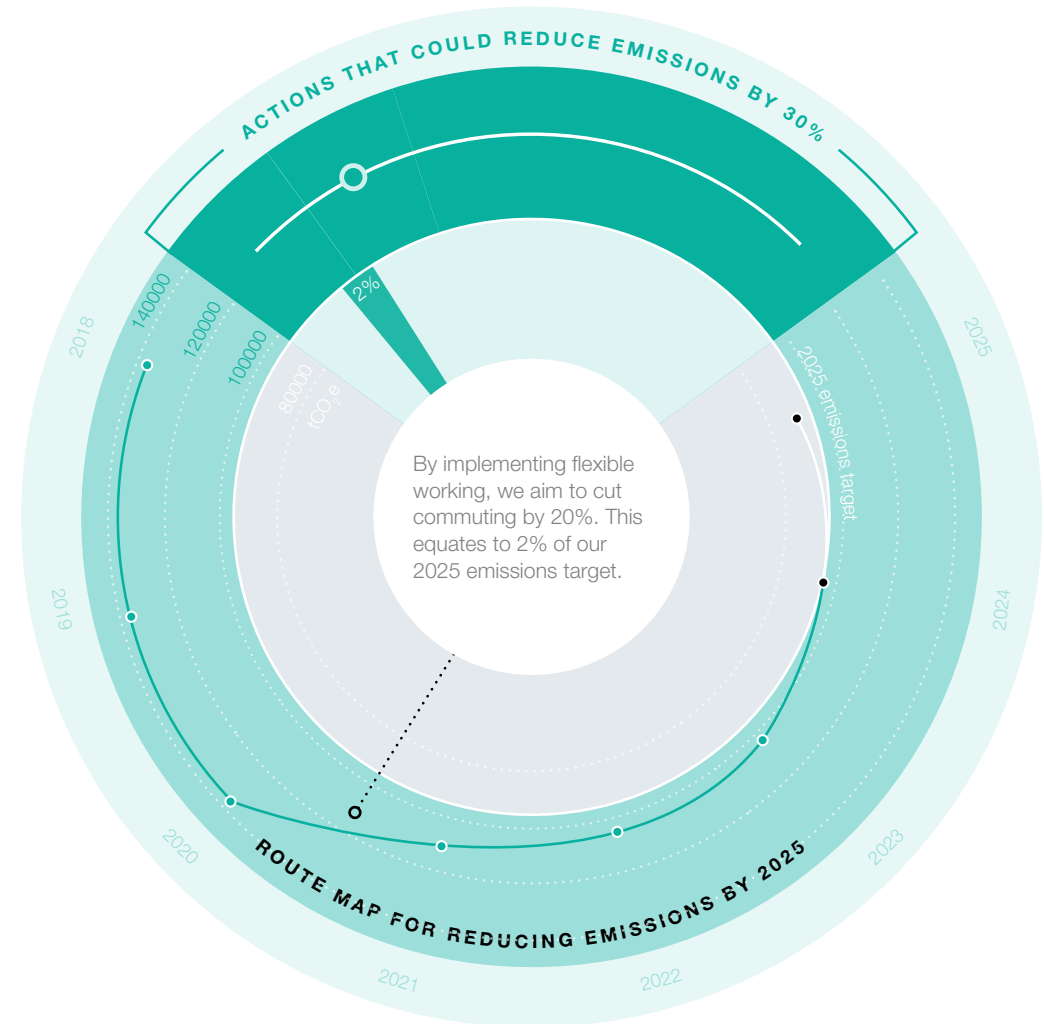 ACTIONS THAT COULD REDUCE EMISSIONS BY 30%
2%
140000
120000
100000
80000
tCO₂e
2025 emissions target
By implementing flexible
working, we aim to cut
commuting by 20%. This
equates to 2% of our
2025 emissions target.
2018
2019
2020
2021
2022
2023
2024
2025
ROUTE MAP FOR REDUCING EMISSIONS BY 2025